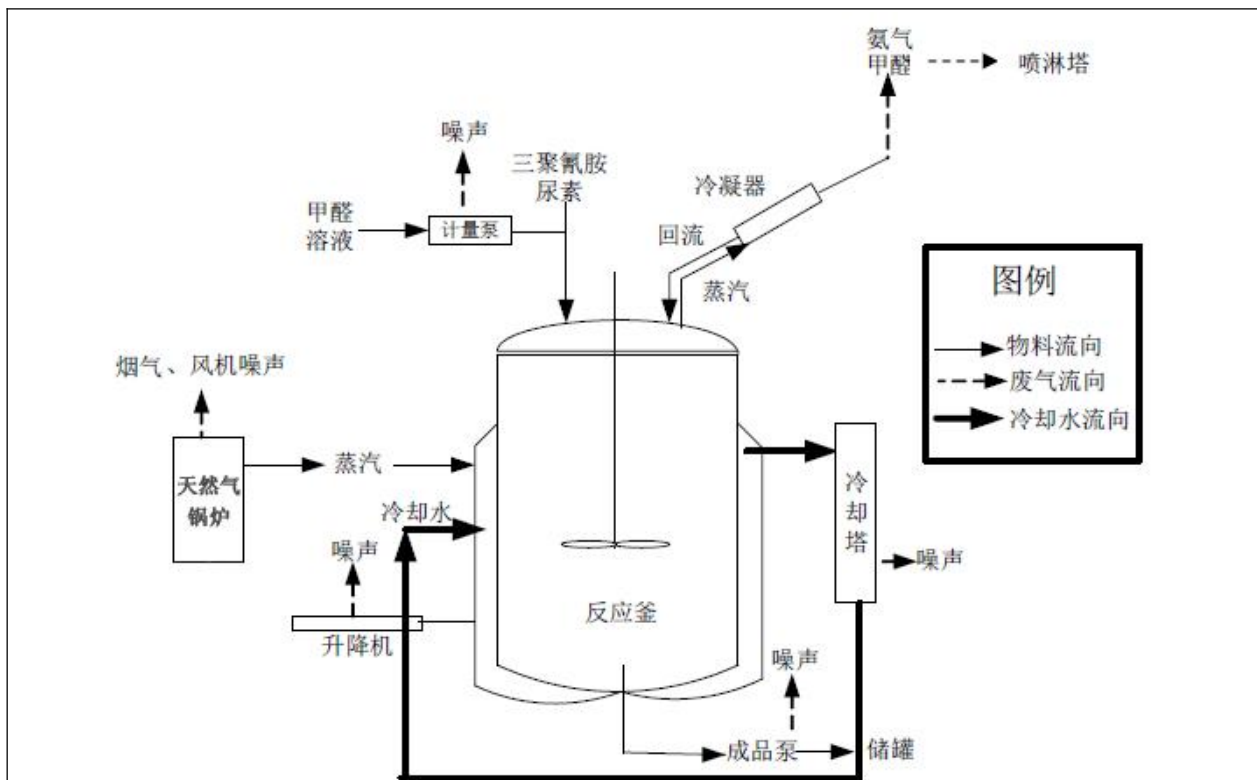 氨气
甲醛
喷淋塔
噪声
三聚氰胺
尿素
冷凝器
甲醛
溶液
计量泵
回流
蒸汽
图例
物料流向
废气流向
冷却水流向
烟气、风机噪声
天然气
锅炉
蒸汽
冷却水
冷却塔
噪声
噪声
升降机
反应釜
噪声
成品泵
储罐